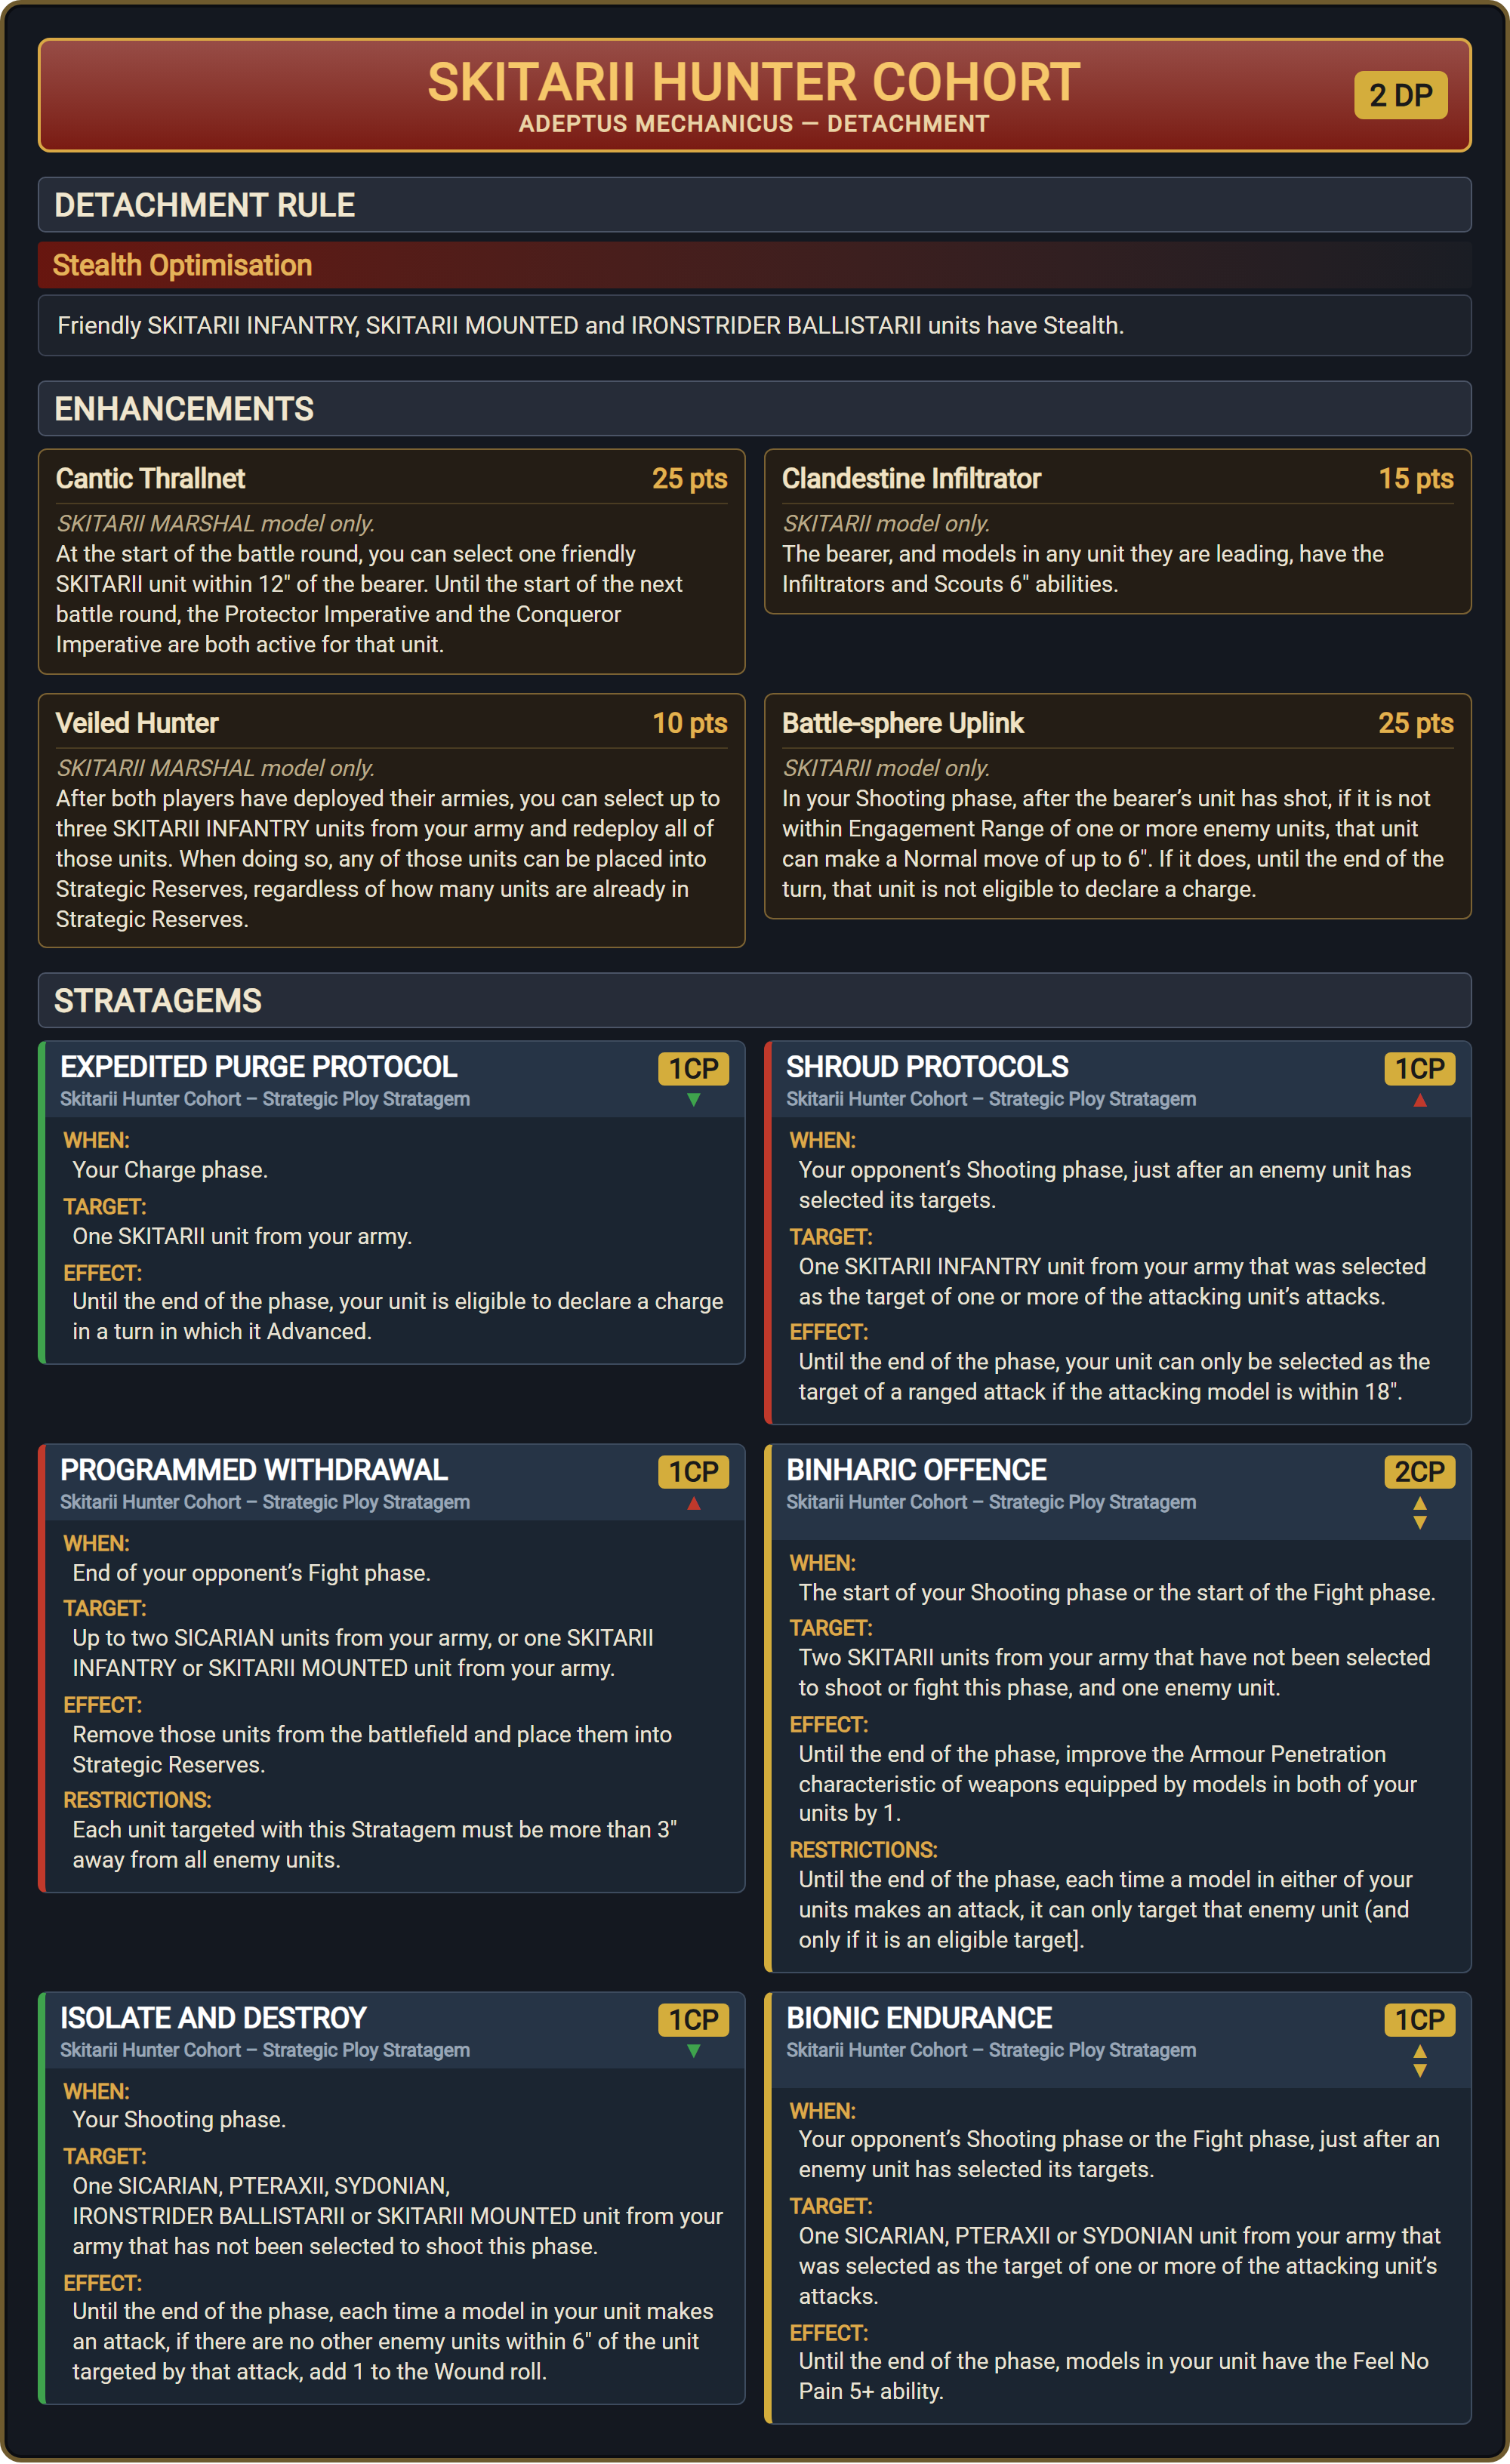 SKITARII HUNTER COHORT
ADEPTUS MECHANICUS — DETACHMENT
2 DP
DETACHMENT RULE
Stealth Optimisation
Friendly SKITARII INFANTRY, SKITARII MOUNTED and IRONSTRIDER BALLISTARII units have Stealth.
ENHANCEMENTS
Cantic Thrallnet
25 pts
SKITARII MARSHAL model only.
At the start of the battle round, you can select one friendly
SKITARII unit within 12" of the bearer. Until the start of the next
battle round, the Protector Imperative and the Conqueror
Imperative are both active for that unit.
Clandestine Infiltrator
15 pts
SKITARII model only.
The bearer, and models in any unit they are leading, have the
Infiltrators and Scouts 6" abilities.
Veiled Hunter
10 pts
SKITARII MARSHAL model only.
After both players have deployed their armies, you can select up to
three SKITARII INFANTRY units from your army and redeploy all of
those units. When doing so, any of those units can be placed into
Strategic Reserves, regardless of how many units are already in
Strategic Reserves.
Battle-sphere Uplink
25 pts
SKITARII model only.
In your Shooting phase, after the bearer’s unit has shot, if it is not
within Engagement Range of one or more enemy units, that unit
can make a Normal move of up to 6". If it does, until the end of the
turn, that unit is not eligible to declare a charge.
STRATAGEMS
EXPEDITED PURGE PROTOCOL
1CP
Skitarii Hunter Cohort – Strategic Ploy Stratagem
▼
WHEN:
Your Charge phase.
TARGET:
One SKITARII unit from your army.
EFFECT:
Until the end of the phase, your unit is eligible to declare a charge
in a turn in which it Advanced.
SHROUD PROTOCOLS
1CP
Skitarii Hunter Cohort – Strategic Ploy Stratagem
▲
WHEN:
Your opponent’s Shooting phase, just after an enemy unit has
selected its targets.
TARGET:
One SKITARII INFANTRY unit from your army that was selected
as the target of one or more of the attacking unit’s attacks.
EFFECT:
Until the end of the phase, your unit can only be selected as the
target of a ranged attack if the attacking model is within 18".
PROGRAMMED WITHDRAWAL
1CP
Skitarii Hunter Cohort – Strategic Ploy Stratagem
▲
WHEN:
End of your opponent’s Fight phase.
TARGET:
Up to two SICARIAN units from your army, or one SKITARII
INFANTRY or SKITARII MOUNTED unit from your army.
EFFECT:
Remove those units from the battlefield and place them into
Strategic Reserves.
RESTRICTIONS:
Each unit targeted with this Stratagem must be more than 3"
away from all enemy units.
BINHARIC OFFENCE
2CP
Skitarii Hunter Cohort – Strategic Ploy Stratagem
▲
▼
WHEN:
The start of your Shooting phase or the start of the Fight phase.
TARGET:
Two SKITARII units from your army that have not been selected
to shoot or fight this phase, and one enemy unit.
EFFECT:
Until the end of the phase, improve the Armour Penetration
characteristic of weapons equipped by models in both of your
units by 1.
RESTRICTIONS:
Until the end of the phase, each time a model in either of your
units makes an attack, it can only target that enemy unit (and
only if it is an eligible target].
ISOLATE AND DESTROY
1CP
Skitarii Hunter Cohort – Strategic Ploy Stratagem
▼
WHEN:
Your Shooting phase.
TARGET:
One SICARIAN, PTERAXII, SYDONIAN,
IRONSTRIDER BALLISTARII or SKITARII MOUNTED unit from your
army that has not been selected to shoot this phase.
EFFECT:
Until the end of the phase, each time a model in your unit makes
an attack, if there are no other enemy units within 6" of the unit
targeted by that attack, add 1 to the Wound roll.
BIONIC ENDURANCE
1CP
Skitarii Hunter Cohort – Strategic Ploy Stratagem
▲
▼
WHEN:
Your opponent’s Shooting phase or the Fight phase, just after an
enemy unit has selected its targets.
TARGET:
One SICARIAN, PTERAXII or SYDONIAN unit from your army that
was selected as the target of one or more of the attacking unit’s
attacks.
EFFECT:
Until the end of the phase, models in your unit have the Feel No
Pain 5+ ability.